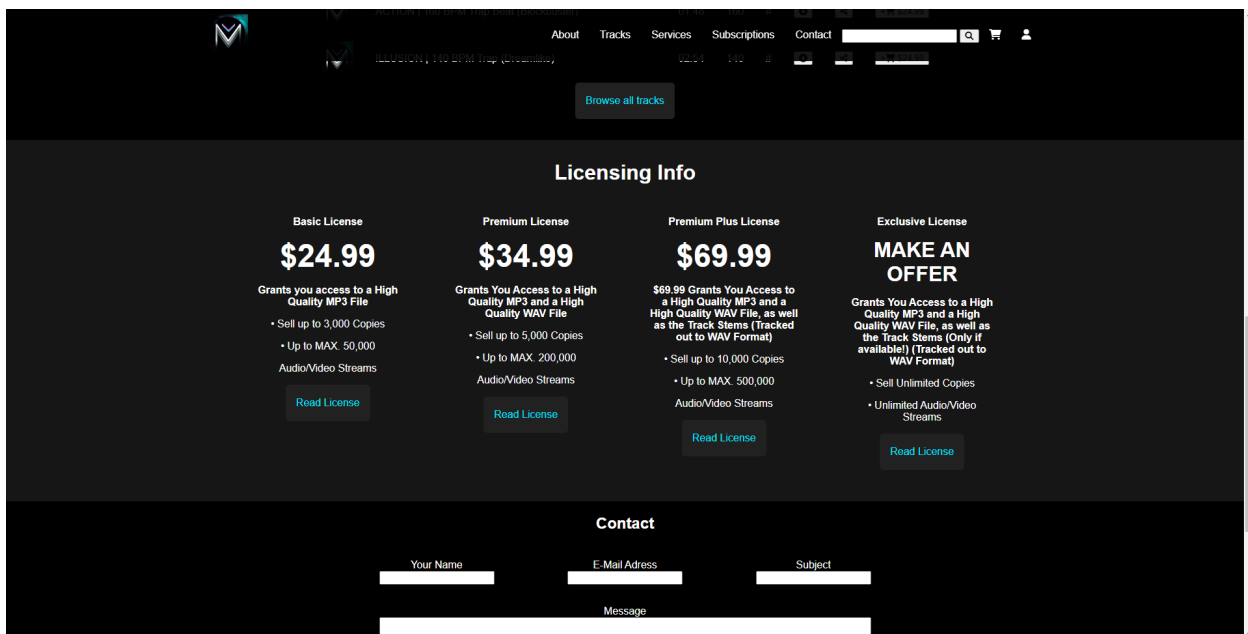 About Tracks Services Subscriptions Contact
Browse all tracks
Licensing Info
Basic License
$24.99
Grants you access to a High
Quality MP3 File
• Sell up to 3,000 Copies
• Up to MAX. 50,000
Audio/Video Streams
Read License
Premium License
$34.99
Grants You Access to a High
Quality MP3 and a High
Quality WAV File
• Sell up to 5,000 Copies
• Up to MAX. 200,000
Audio/Video Streams
Read License
Premium Plus License
$69.99
$69.99 Grants You Access to
a High Quality MP3 and a
High Quality WAV File, as well
as the Track Stems (Tracked
out to WAV Format)
• Sell up to 10,000 Copies
• Up to MAX. 500,000
Audio/Video Streams
Read License
Exclusive License
MAKE AN
OFFER
Grants You Access to a High
Quality MP3 and a High
Quality WAV File, as well as
the Track Stems (Only if
available!) (Tracked out to
WAV Format)
• Sell Unlimited Copies
• Unlimited Audio/Video
Streams
Read License
Contact
Your Name E-Mail Adress Subject
Message